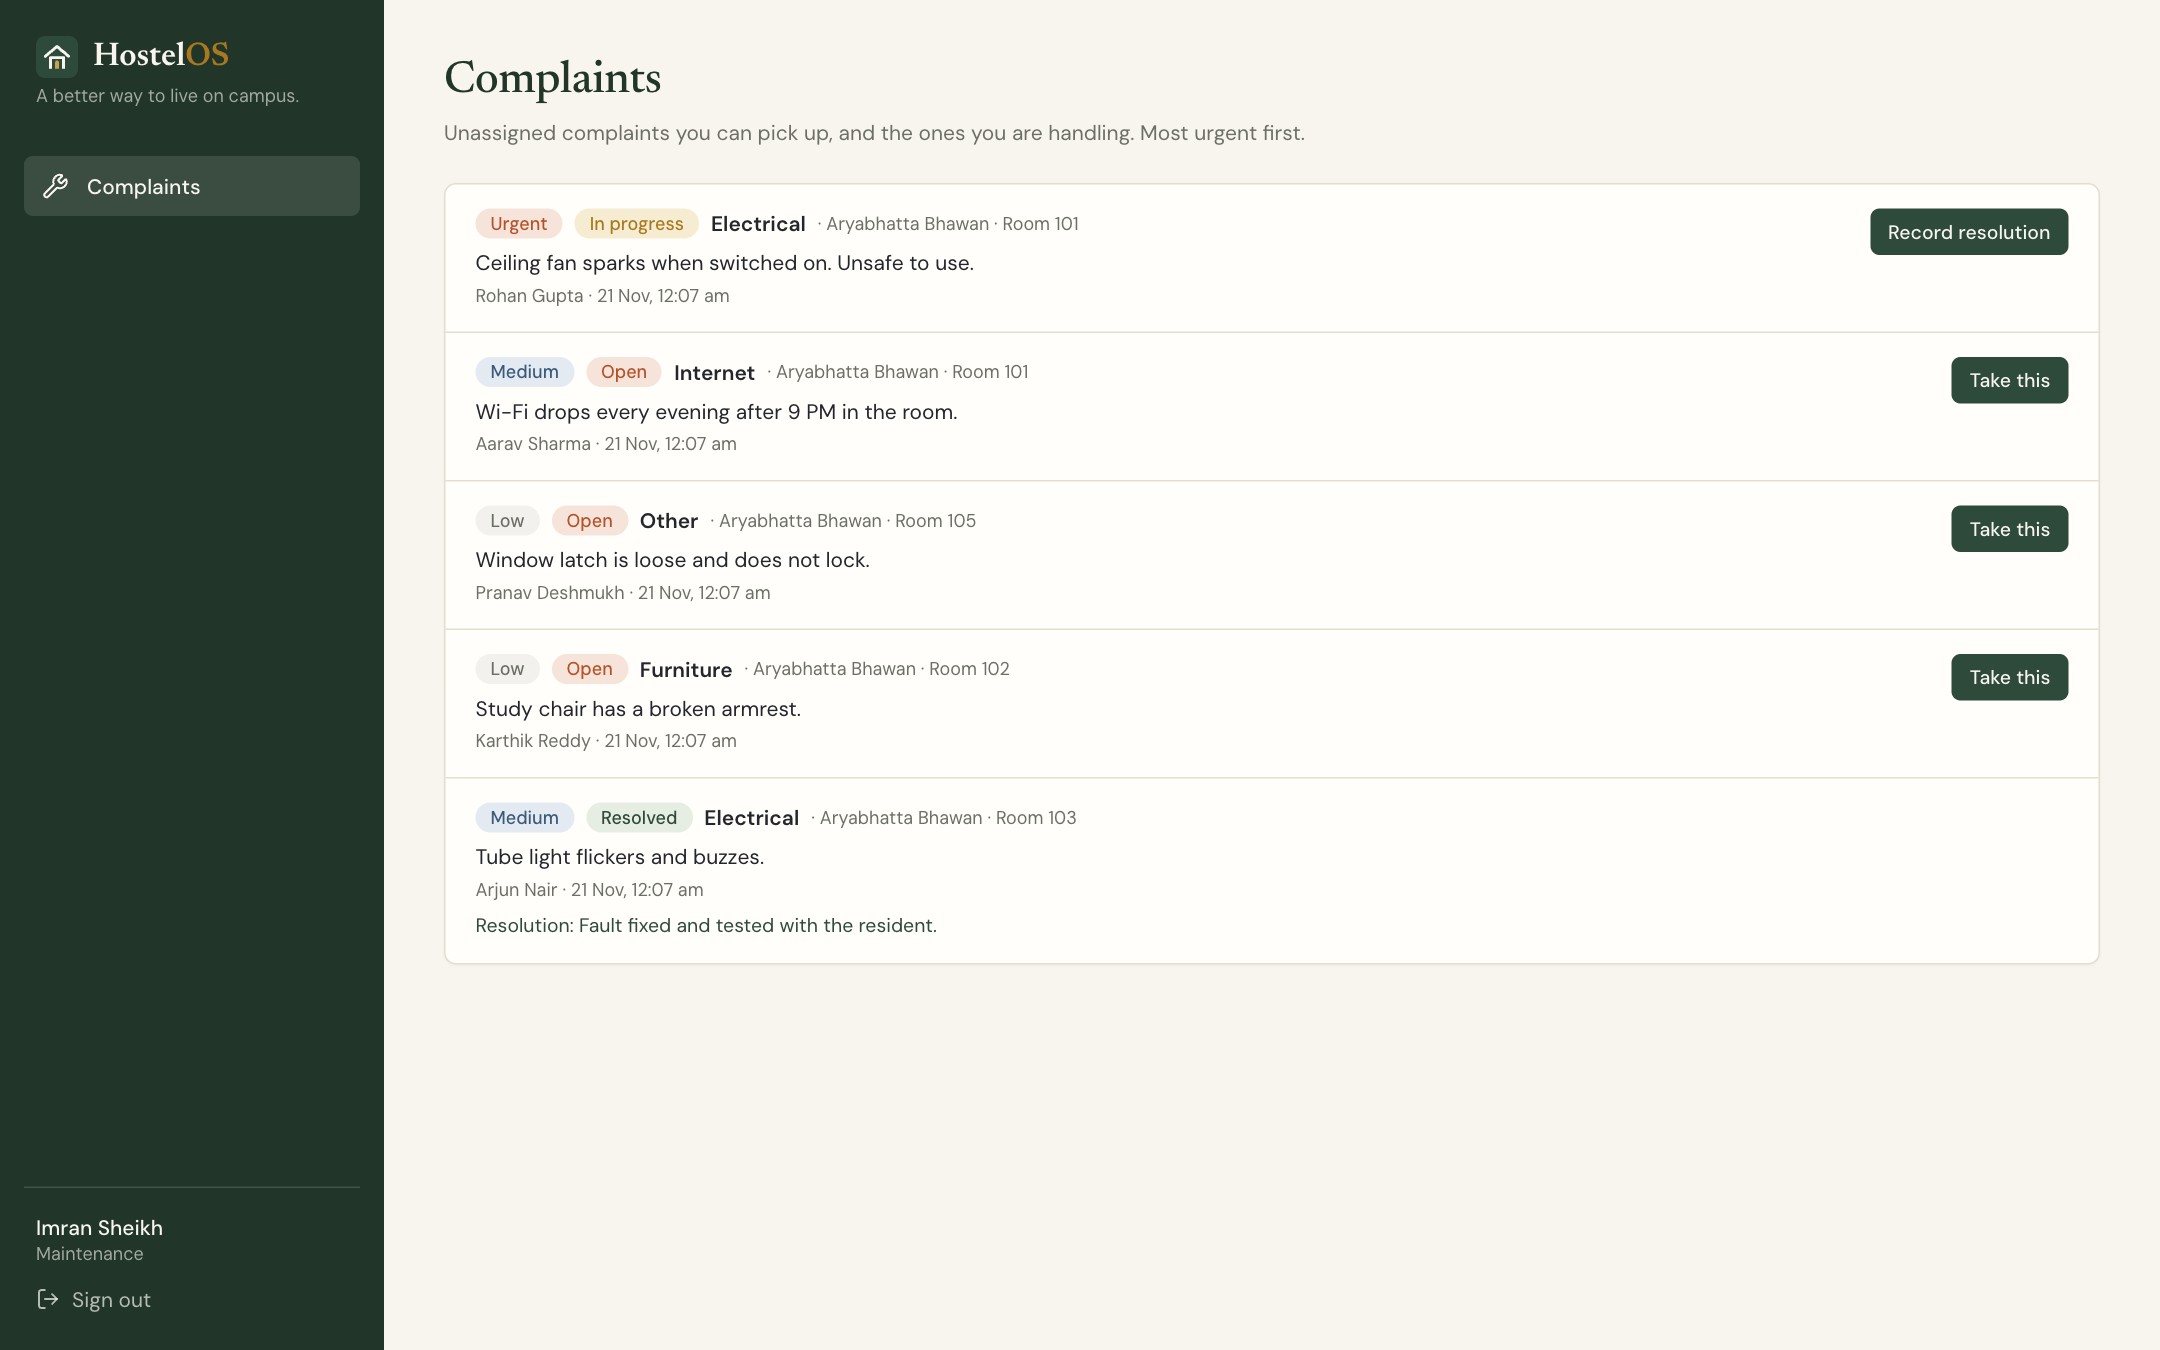 HostelOS
A better way to live on campus.
Complaints
Imran Sheikh
Maintenance
Sign out
Complaints
Unassigned complaints you can pick up, and the ones you are handling. Most urgent first.
Urgent In progress Electrical · Aryabhatta Bhawan · Room 101
Record resolution
Ceiling fan sparks when switched on. Unsafe to use.
Rohan Gupta · 21 Nov, 12:07 am
Medium Open Internet · Aryabhatta Bhawan · Room 101
Take this
Wi-Fi drops every evening after 9 PM in the room.
Aarav Sharma · 21 Nov, 12:07 am
Low Open Other · Aryabhatta Bhawan · Room 105
Take this
Window latch is loose and does not lock.
Pranav Deshmukh · 21 Nov, 12:07 am
Low Open Furniture · Aryabhatta Bhawan · Room 102
Take this
Study chair has a broken armrest.
Karthik Reddy · 21 Nov, 12:07 am
Medium Resolved Electrical · Aryabhatta Bhawan · Room 103
Tube light flickers and buzzes.
Arjun Nair · 21 Nov, 12:07 am
Resolution: Fault fixed and tested with the resident.